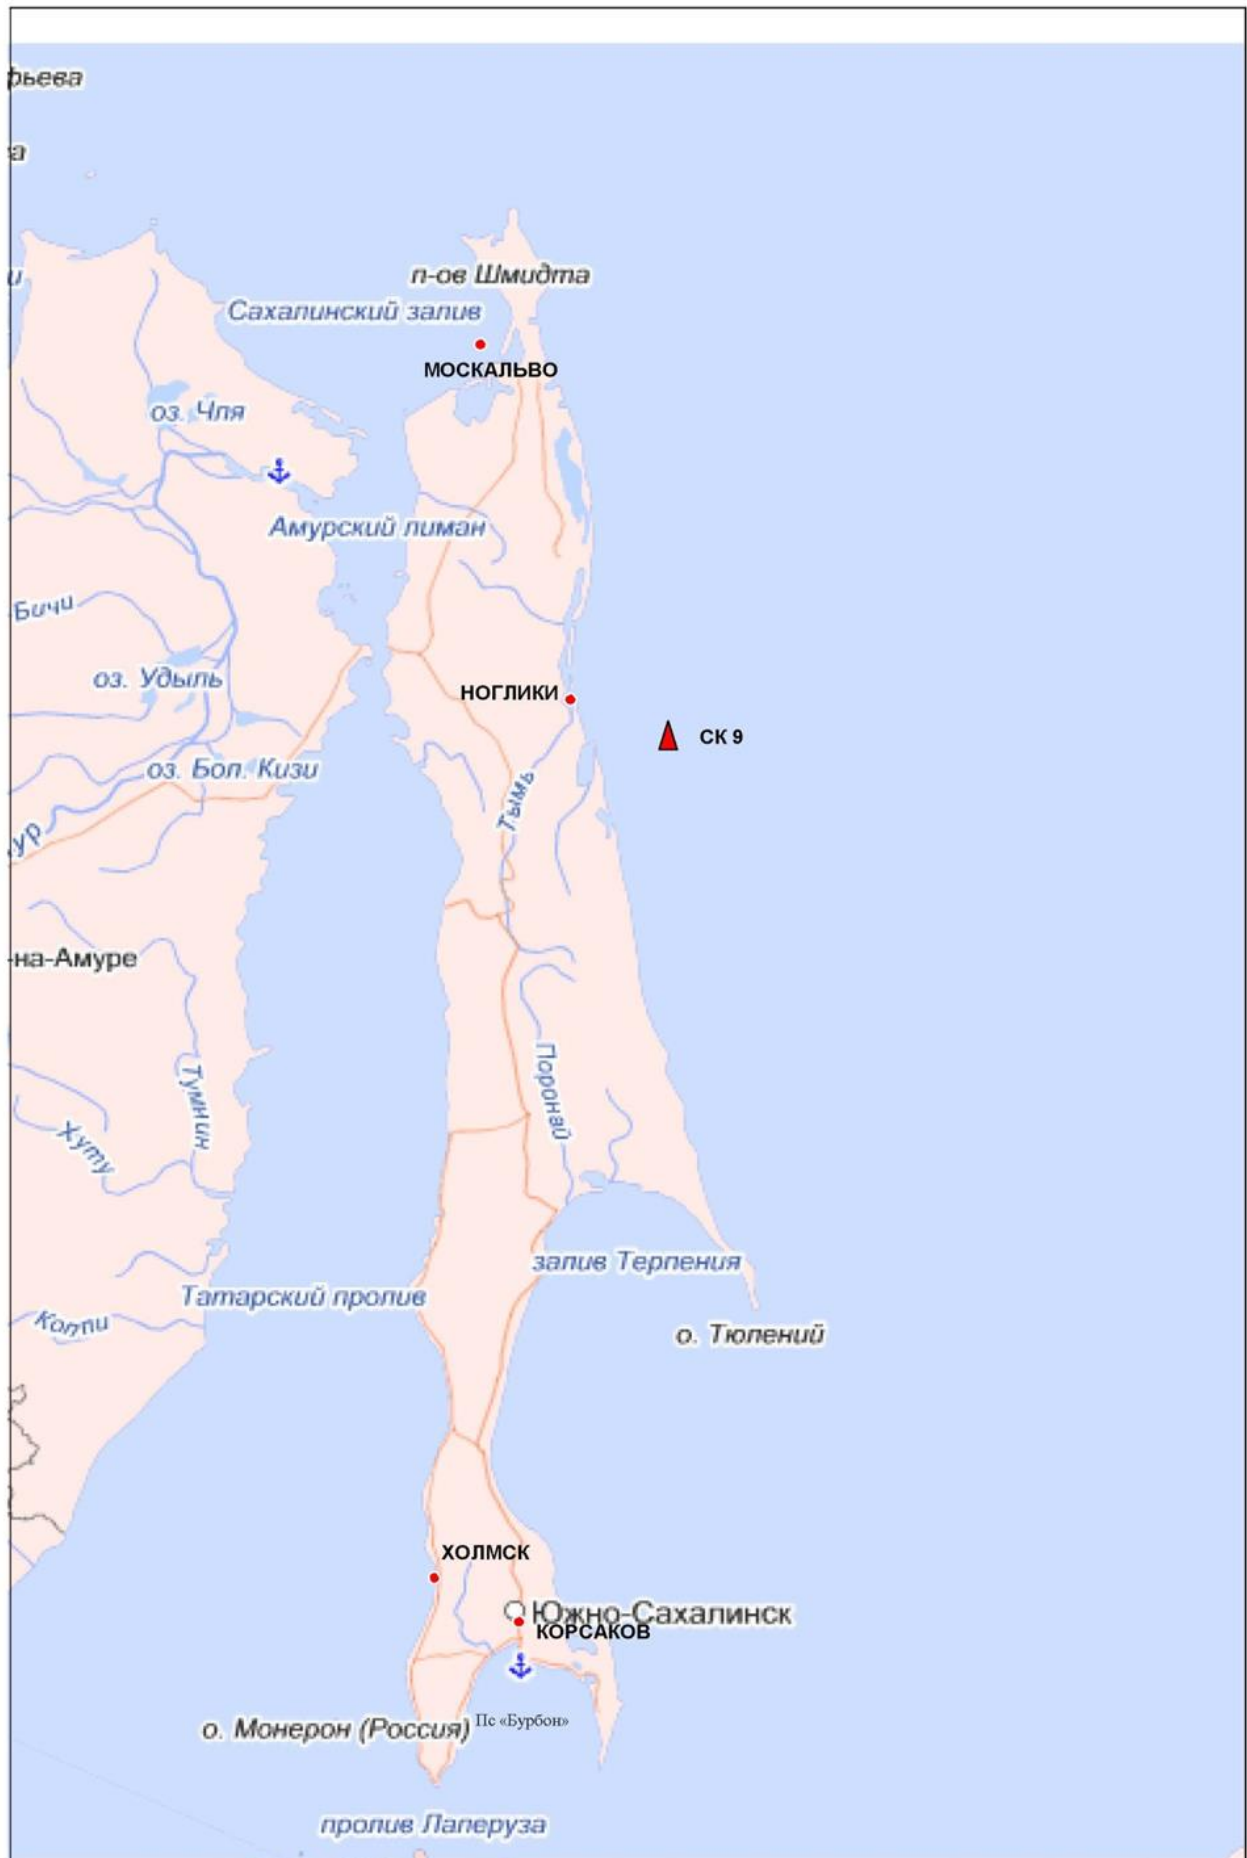 рьева
а
и
п-ов Шмидта
Сахалинский залив
МОСКАЛЬВО
оз. Чля
Амурский лиман
Бичи
оз. Удыль
НОГЛИКИ
СК 9
оз. Бол. Кизи
Тымь
ур
-на-Амуре
Тумнин
Поронай
Хуту
залив Терпения
Татарский пролив
Коппи
о. Тюлений
ХОЛМСК
Южно-Сахалинск
КОРСАКОВ
Пс «Бурбон»
о. Монерон (Россия)
пролив Лаперуза